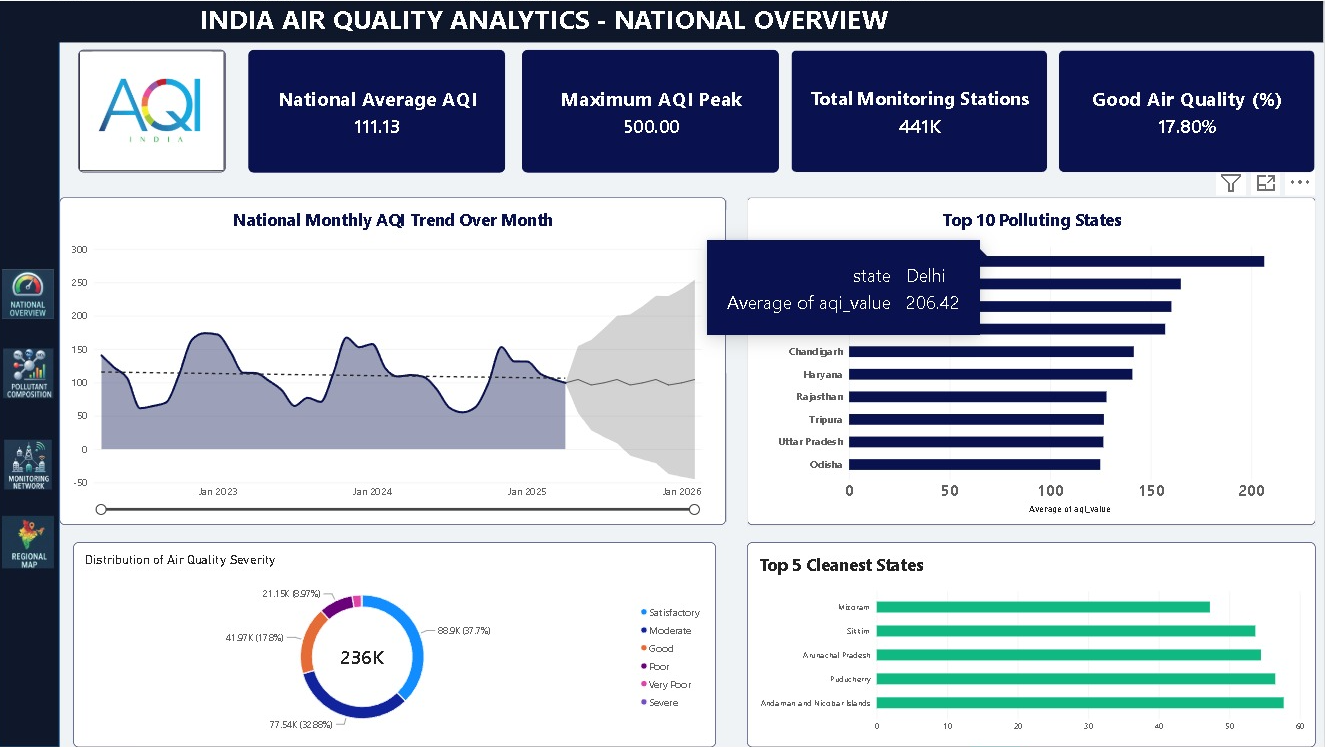 INDIA AIR QUALITY ANALYTICS - NATIONAL OVERVIEW
AQI
INDIA
National Average AQI
111.13
Maximum AQI Peak
500.00
Total Monitoring Stations
441K
Good Air Quality (%)
17.80%
NATIONAL
OVERVIEW
POLLUTANT
COMPOSITION
MONITORING
NETWORK
REGIONAL
MAP
National Monthly AQI Trend Over Month
300
250
200
150
100
50
0
-50
Jan 2023
Jan 2024
Jan 2025
Jan 2026
Top 10 Polluting States
state Delhi
Average of aqi_value 206.42
Chandigarh
Haryana
Rajasthan
Tripura
Uttar Pradesh
Odisha
0
50
100
150
200
Average of aqi_value
Distribution of Air Quality Severity
21.15K (8.97%)
41.97K (17.8%)
88.9K (37.7%)
236K
77.54K (32.88%)
Satisfactory
Moderate
Good
Poor
Very Poor
Severe
Top 5 Cleanest States
Mizoram
Sikkim
Arunachal Pradesh
Puducherry
Andaman and Nicobar Islands
0
10
20
30
40
50
60